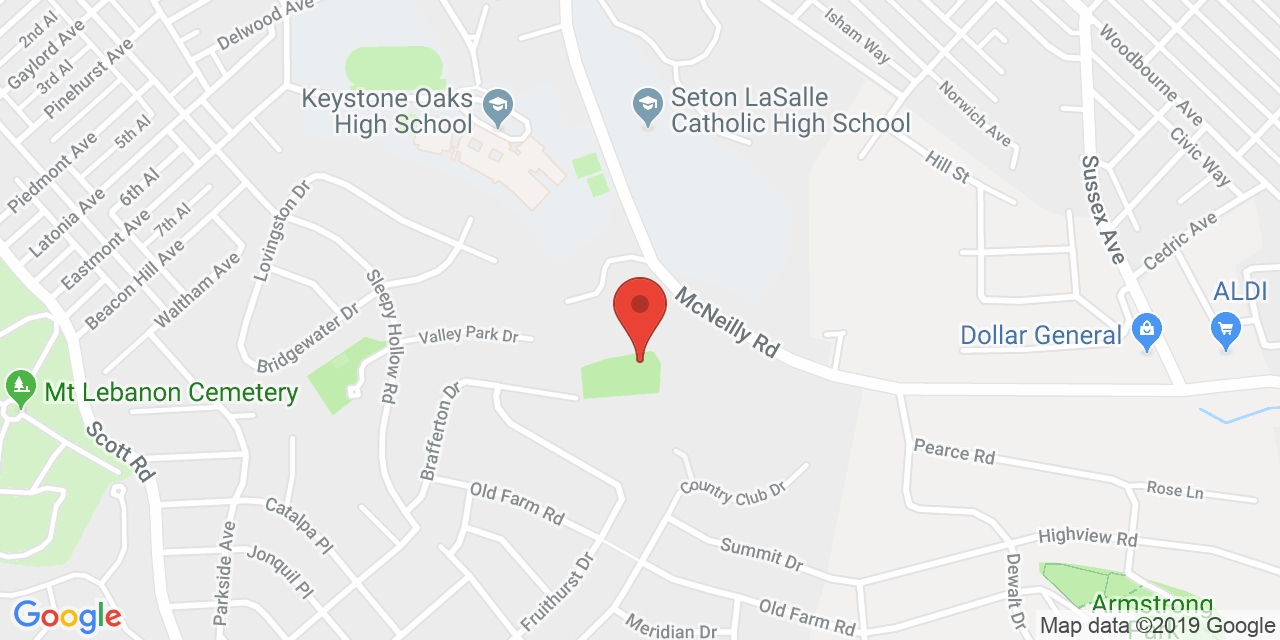 2nd Al
Gaylord Ave
3rd Al
Pinehurst Ave
Delwood Ave
Isham Way
Woodbourne Ave
Keystone Oaks
High School
Seton LaSalle
Catholic High School
Norwich Ave
Civic Way
Piedmont Ave
5th Al
6th Al
7th Al
Latonia Ave
Eastmont Ave
Beacon Hill Ave
Waltham Ave
Lovingston Dr
Hill St
Sussex Ave
Cedric Ave
Sleepy Hollow Rd
Bridgewater Dr
Valley Park Dr
McNeilly Rd
ALDI
Dollar General
Mt Lebanon Cemetery
Scott Rd
Brafferton Dr
Pearce Rd
Rose Ln
Country Club Dr
Old Farm Rd
Catalpa Pl
Parkside Ave
Jonquil Pl
Fruithurst Dr
Summit Dr
Highview Rd
Dewalt Dr
Old Farm Rd
Meridian Dr
Armstrong
Park
Google
Map data ©2019 Google